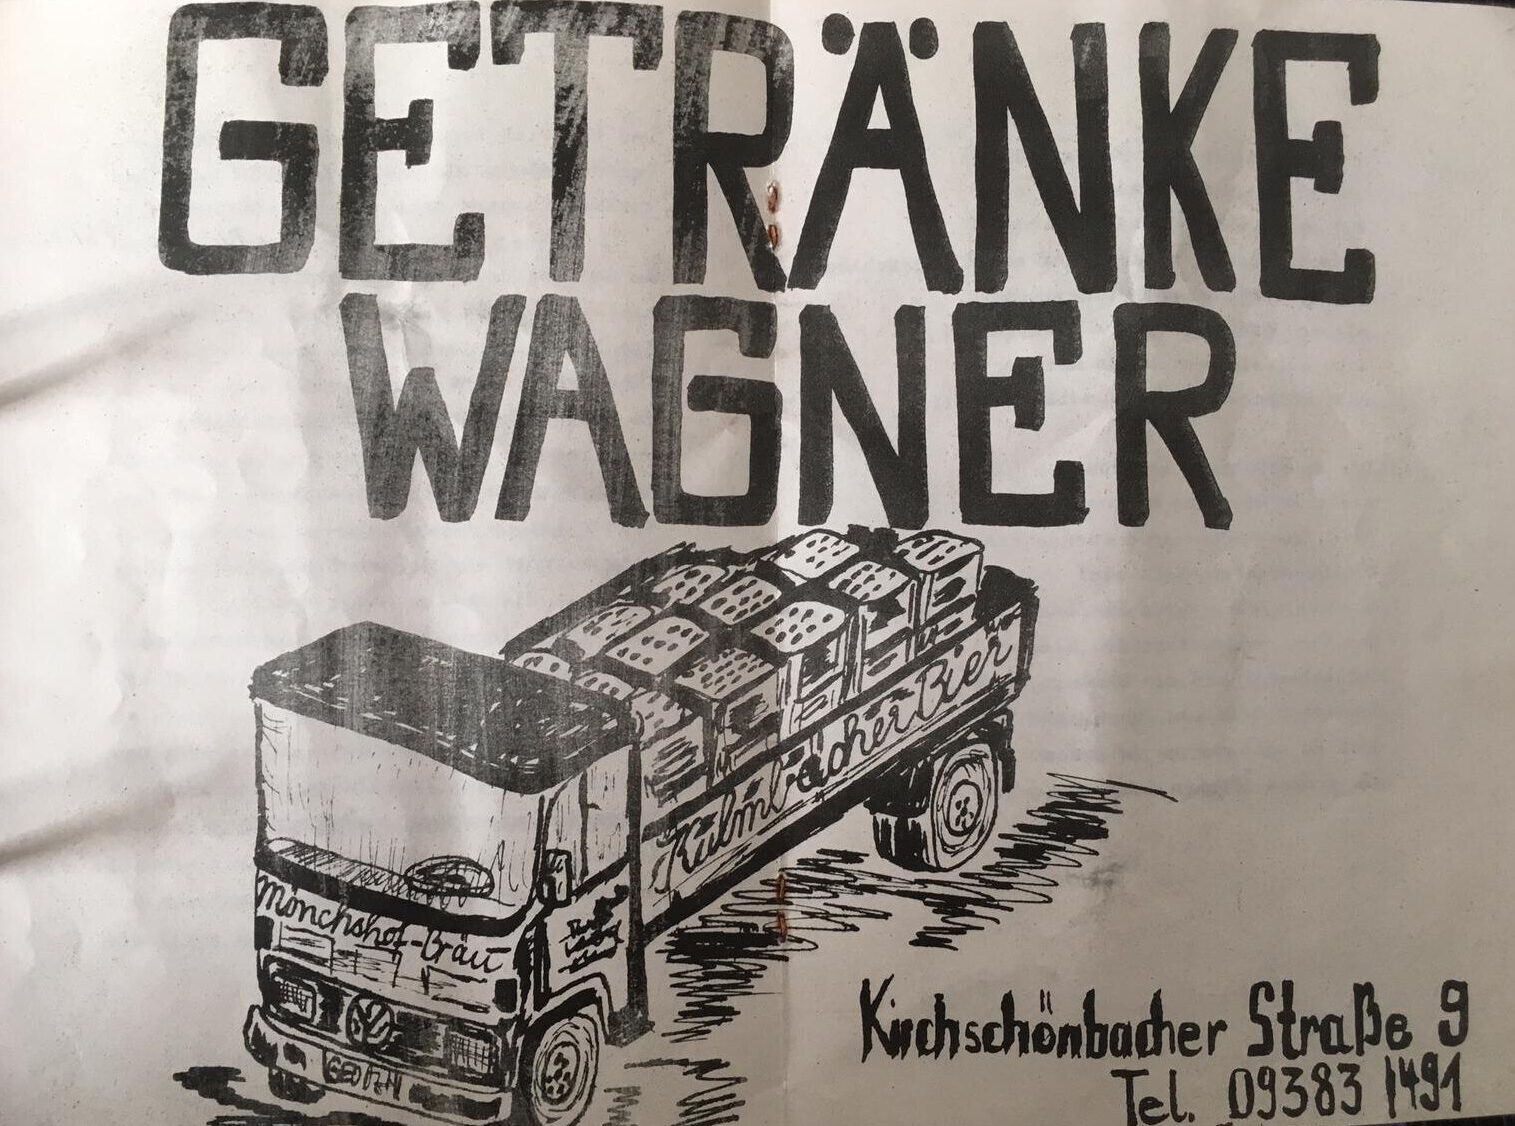 GETRÄNKE
WAGNER
Kulmbacher Bier
Mönchshof-Bräu
Kirchschönbacher Straße 9
Tel. 09383 1491